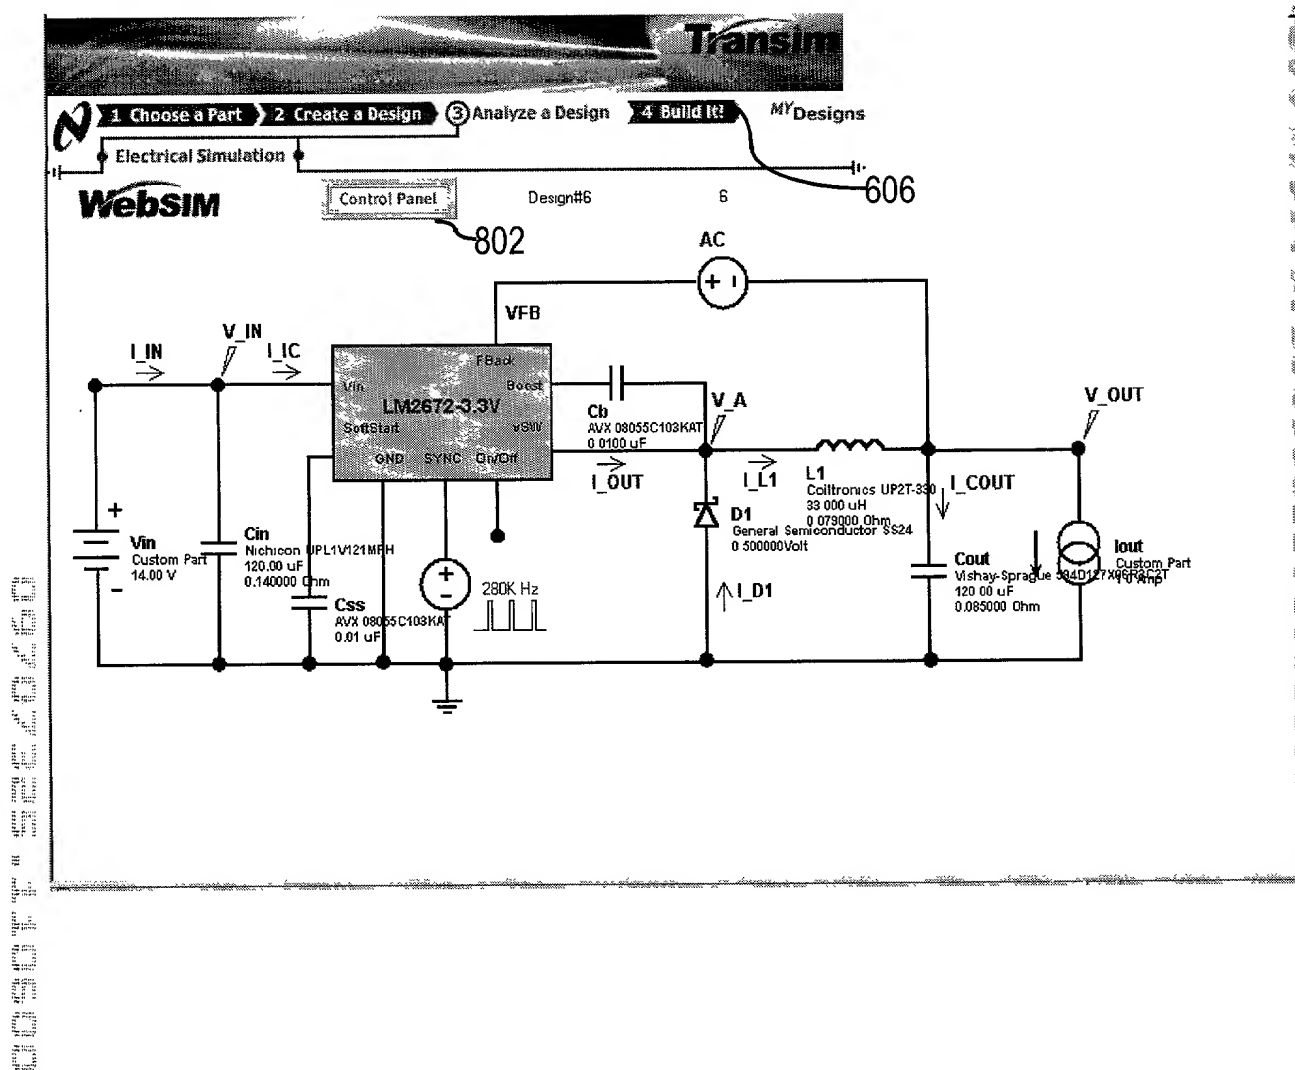 Transim
1 Choose a Part 2 Create a Design 3 Analyze a Design 4 Build It! MY Designs
Electrical Simulation
WebSIM
Control Panel Design#6 6 606
802
AC
VFB
V_IN
I_IN I_IC
FBack
Vin Boost
LM2672-3.3V
SoftStart vSW
GND SYNC On/Off
Cb
AVX 08055C103KAT
0.0100 uF
V_A
V_OUT
I_OUT
I_L1
L1
Coiltronics UP2T-330
33.000 uH
0.079000 Ohm
I_COUT
D1
General Semiconductor SS24
0.500000Volt
+
Vin
Custom Part
14.00 V
-
Cin
Nichicon UPL1V121MPH
120.00 uF
0.140000 Ohm
Css
AVX 08055C103KAT
0.01 uF
280K Hz
I_D1
Cout
Vishay-Sprague
120.00 uF
0.085000 Ohm
Iout
Custom Part
Amp